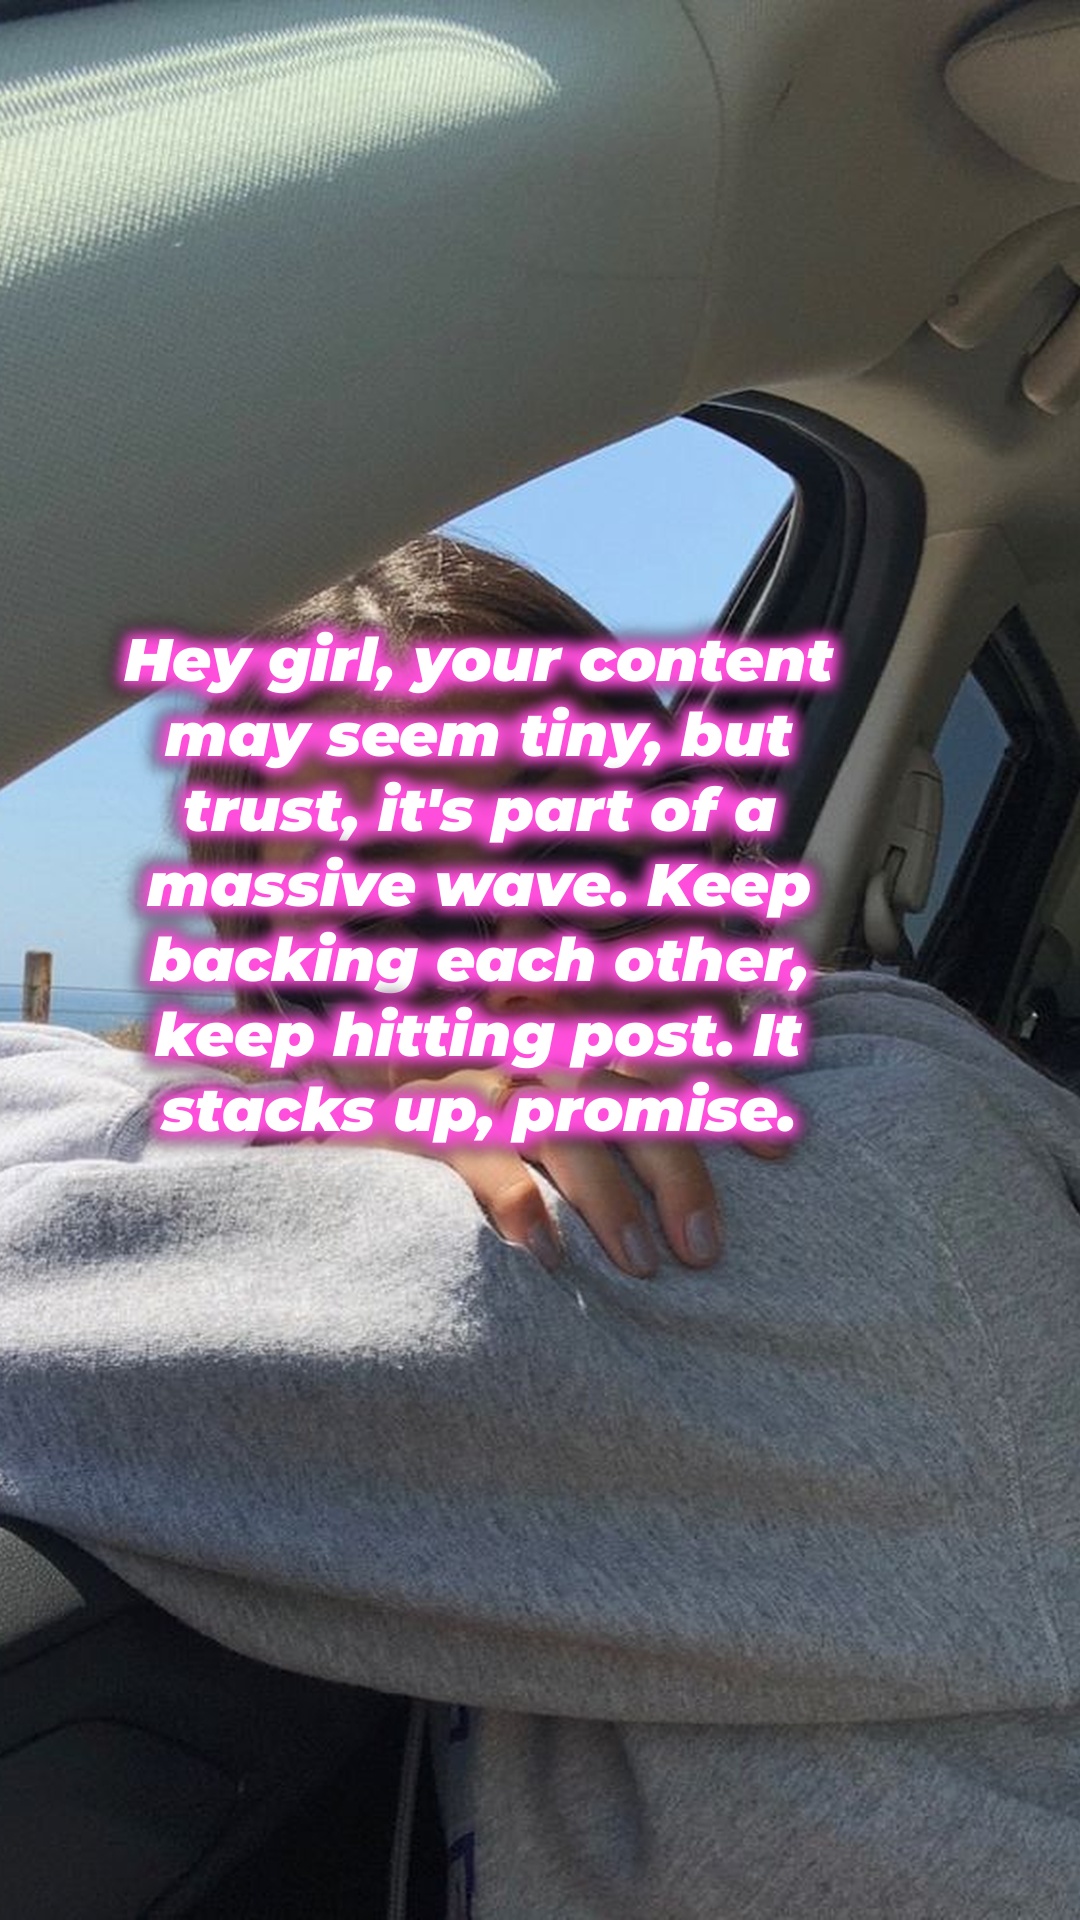 Hey girl, your content
may seem tiny, but
trust, it's part of a
massive wave. Keep
backing each other,
keep hitting post. It
stacks up, promise.